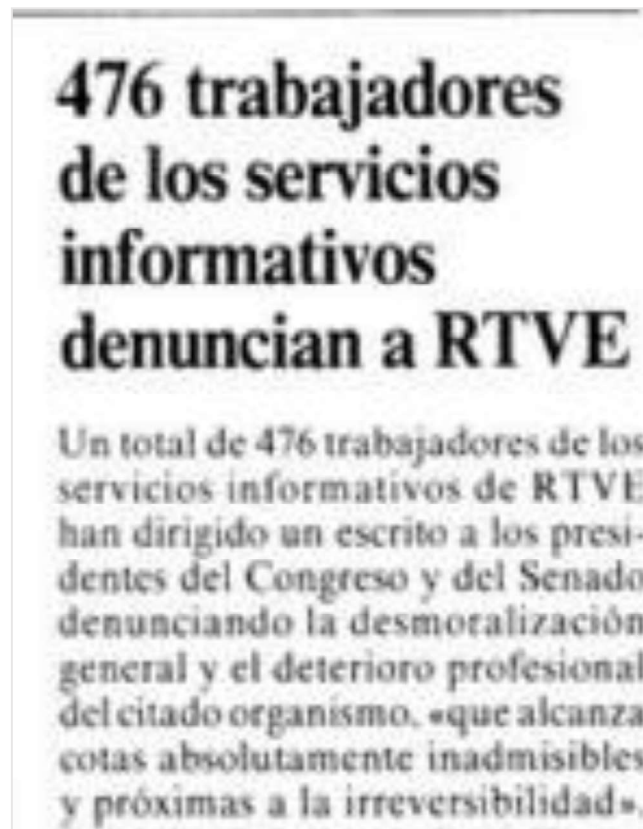 476 trabajadores
de los servicios
informativos
denuncian a RTVE
Un total de 476 trabajadores de los
servicios informativos de RTVE
han dirigido un escrito a los presi-
dentes del Congreso y del Senado
denunciando la desmoralización
general y el deterioro profesional
del citado organismo, «que alcanza
cotas absolutamente inadmisibles
y próximas a la irreversibilidad».